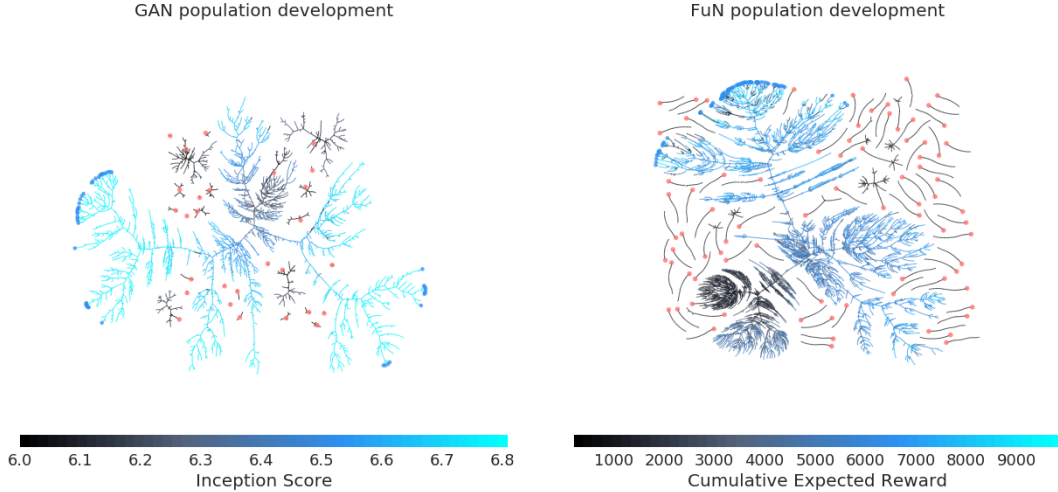 GAN population development
FuN population development
6.0 6.1 6.2 6.3 6.4 6.5 6.6 6.7 6.8
Inception Score
1000 2000 3000 4000 5000 6000 7000 8000 9000
Cumulative Expected Reward